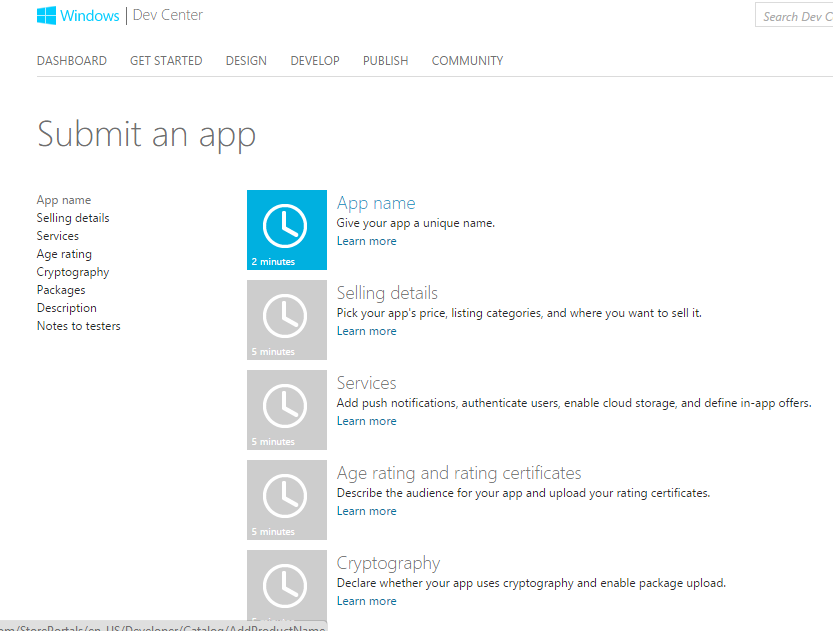 Windows | Dev Center
Search Dev C
DASHBOARD GET STARTED DESIGN DEVELOP PUBLISH COMMUNITY
Submit an app
App name
Selling details
Services
Age rating
Cryptography
Packages
Description
Notes to testers
2 minutes
App name
Give your app a unique name.
Learn more
5 minutes
Selling details
Pick your app's price, listing categories, and where you want to sell it.
Learn more
5 minutes
Services
Add push notifications, authenticate users, enable cloud storage, and define in-app offers.
Learn more
5 minutes
Age rating and rating certificates
Describe the audience for your app and upload your rating certificates.
Learn more
Cryptography
Declare whether your app uses cryptography and enable package upload.
Learn more
om/StorePortals/en-US/Developer/Catalog/AddProductName